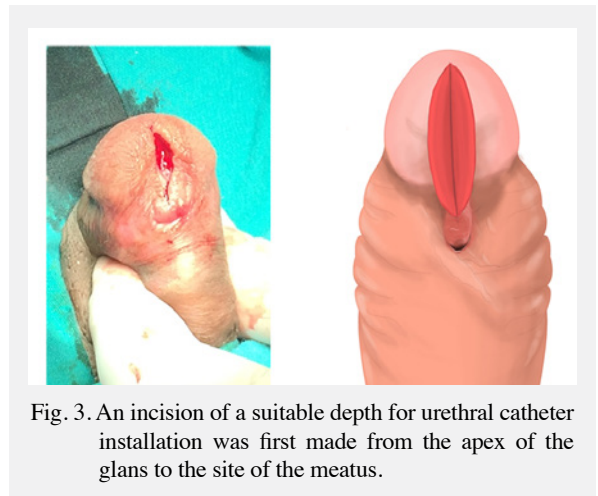 Fig. 3. An incision of a suitable depth for urethral catheter
installation was first made from the apex of the
glans to the site of the meatus.